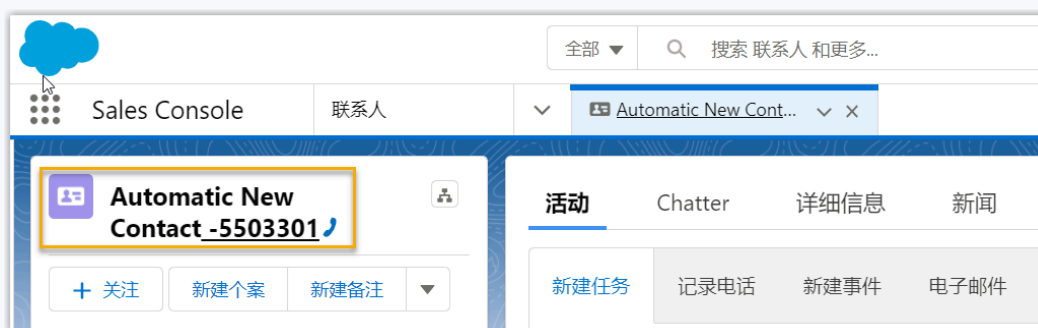 全部
搜索 联系人 和更多...
Sales Console
联系人
Automatic New Cont...
Automatic New
Contact -5503301
关注
新建个案
新建备注
活动
Chatter
详细信息
新闻
新建任务
记录电话
新建事件
电子邮件